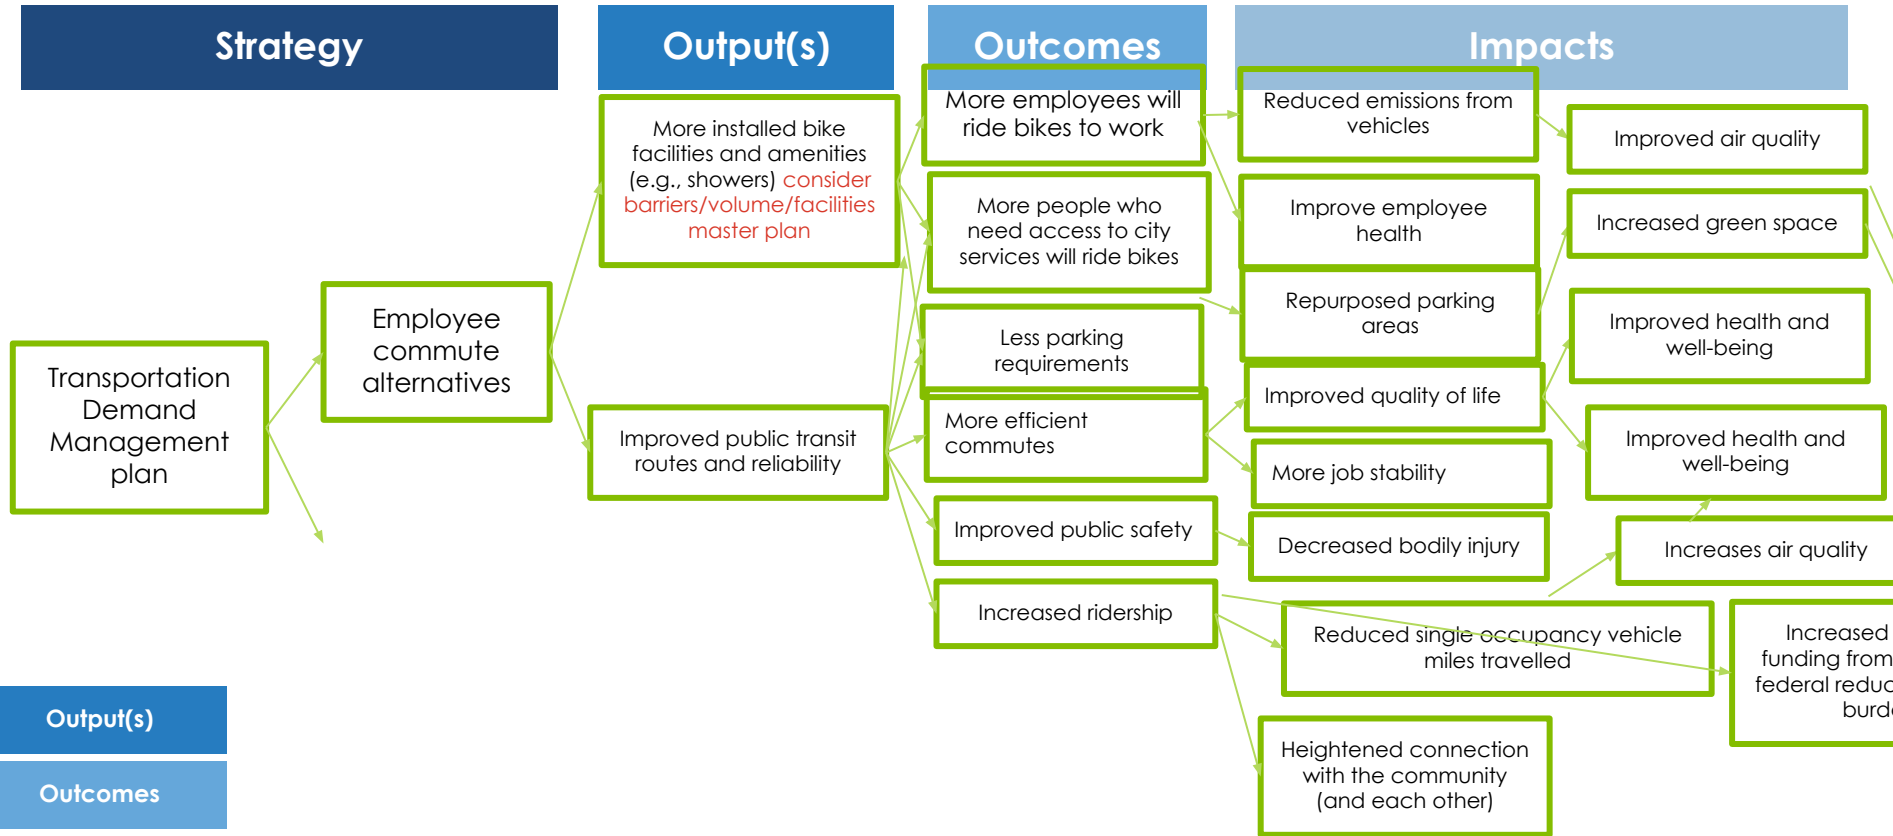 Strategy
Output(s)
Outcomes
Impacts
More installed bike
facilities and amenities
(e.g., showers) consider
barriers/volume/facilities
master plan
More employees will
ride bikes to work
Reduced emissions from
vehicles
Improved air quality
More people who
need access to city
services will ride bikes
Improve employee
health
Increased green space
Transportation
Demand
Management
plan
Employee
commute
alternatives
Less parking
requirements
Repurposed parking
areas
Improved health and
well-being
Improved public transit
routes and reliability
More efficient
commutes
Improved quality of life
More job stability
Improved health and
well-being
Improved public safety
Decreased bodily injury
Increases air quality
Increased ridership
Reduced single occupancy vehicle
miles travelled
Increased
funding from
federal
Heightened connection
with the community
(and each other)
Output(s)
Outcomes